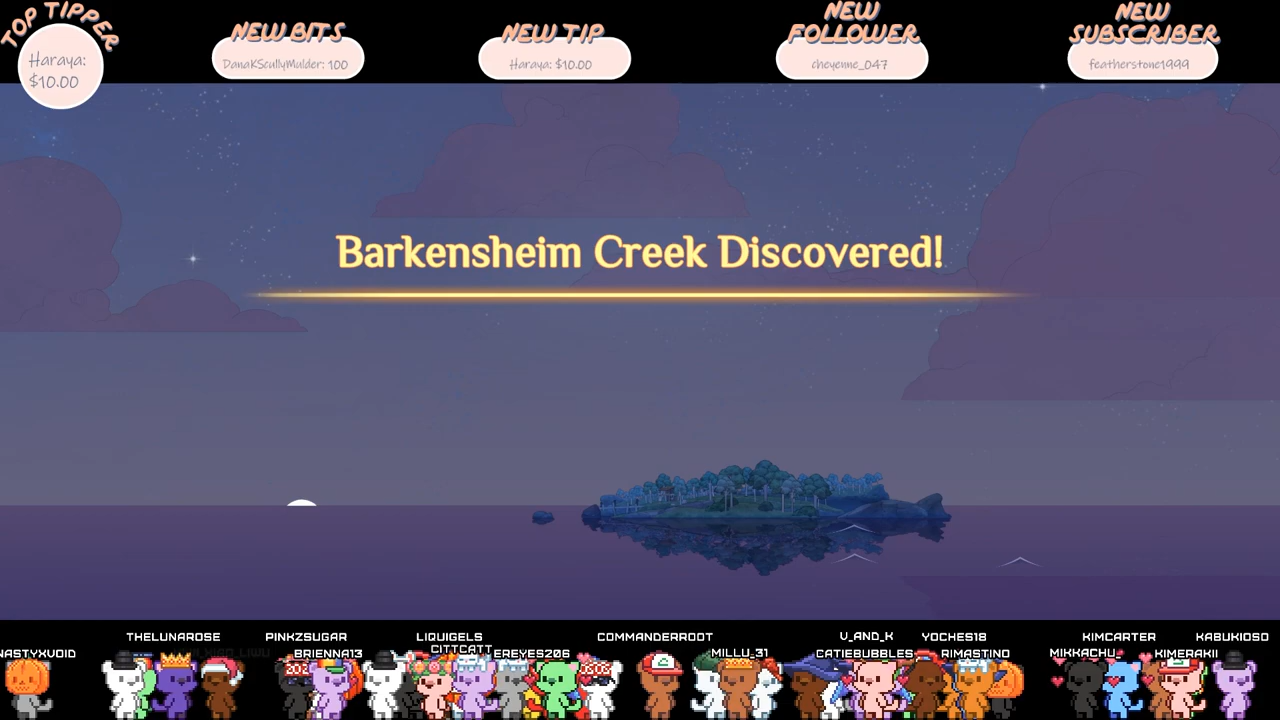 TOP TIPPER
Haraya:
$10.00
NEW BITS
DanaKScullyMulder: 100
NEW TIP
Haraya: $10.00
NEW
FOLLOWER
cheyenne_047
NEW
SUBSCRIBER
featherstone1999
Barkensheim Creek Discovered!
THELUNAROSE
PINKZSUGAR
LIQUIGELS
COMMANDERROOT
V_AND_K
YOCHES18
KIMCARTER
KABUKIOSO
NASTYXVOID
BRIENNA13
CITTCATT
EREYES206
MILLU_31
CATIEBUBBLES
RIMASTINO
MIKKACHU
KIMERAKII